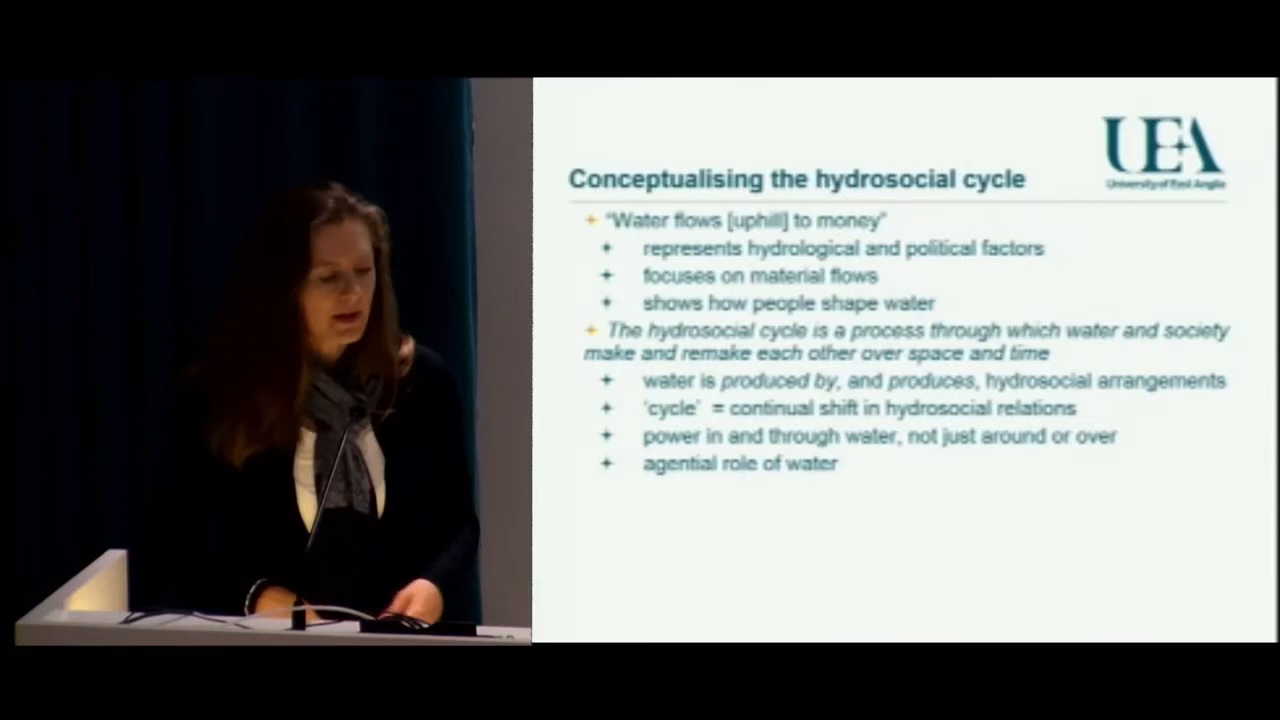 UEA
University of East Anglia
Conceptualising the hydrosocial cycle
“Water flows [uphill] to money”
represents hydrological and political factors
focuses on material flows
shows how people shape water
The hydrosocial cycle is a process through which water and society
make and remake each other over space and time
water is produced by, and produces, hydrosocial arrangements
‘cycle’ = continual shift in hydrosocial relations
power in and through water, not just around or over
agential role of water